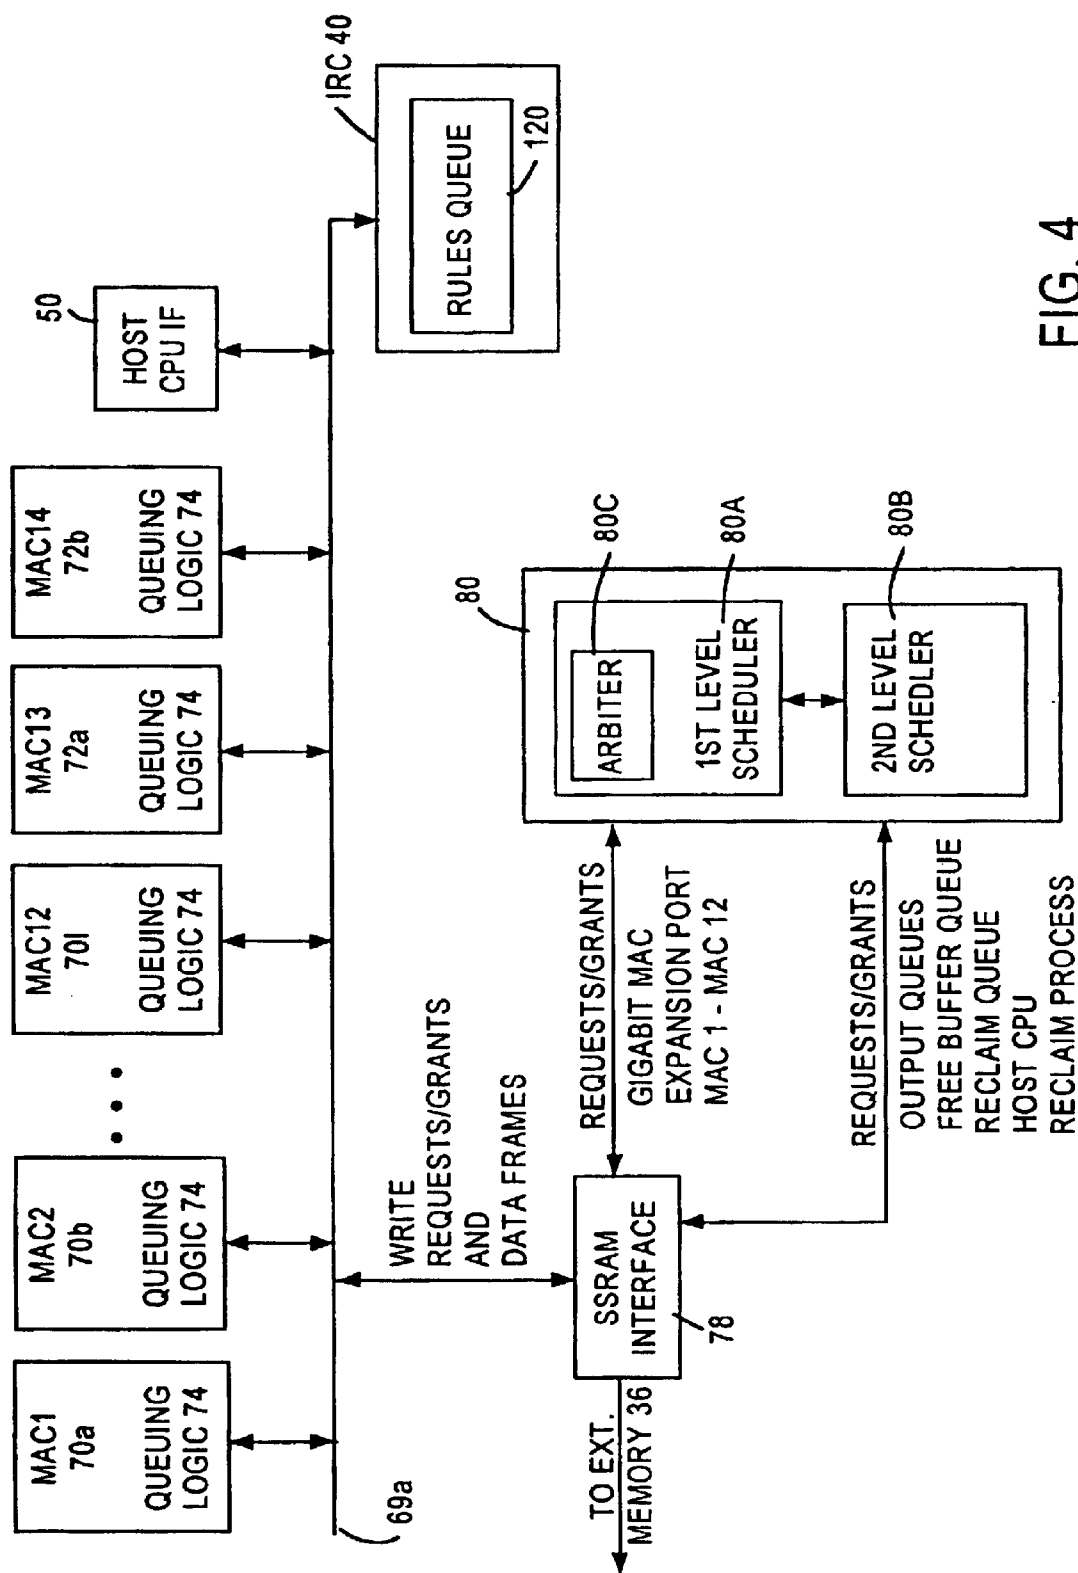 MAC1
70a
QUEUING
LOGIC 74
MAC2
70b
QUEUING
LOGIC 74
MAC12
70l
QUEUING
LOGIC 74
MAC13
72a
QUEUING
LOGIC 74
MAC14
72b
QUEUING
LOGIC 74
50
HOST
CPU IF
69a
IRC 40
RULES QUEUE
120
WRITE
REQUESTS/GRANTS
AND
DATA FRAMES
TO EXT.
MEMORY 36
SSRAM
INTERFACE
78
REQUESTS/GRANTS
GIGABIT MAC
EXPANSION PORT
MAC 1 - MAC 12
80
ARBITER
80C
1ST LEVEL
SCHEDULER
80A
2ND LEVEL
SCHEDLER
80B
REQUESTS/GRANTS
OUTPUT QUEUES
FREE BUFFER QUEUE
RECLAIM QUEUE
HOST CPU
RECLAIM PROCESS
FIG. 4